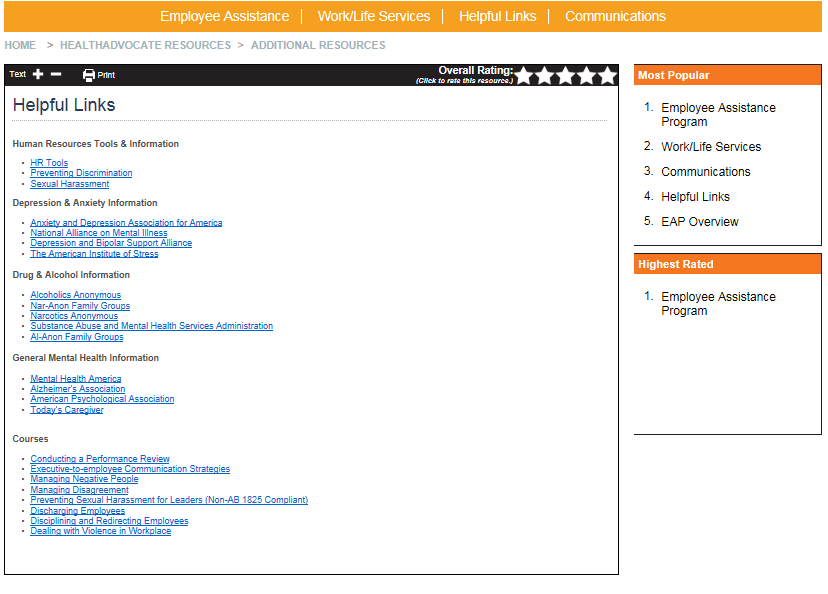 Employee Assistance | Work/Life Services | Helpful Links | Communications
HOME > HEALTHADVOCATE RESOURCES > ADDITIONAL RESOURCES
Text Print
Overall Rating:
(Click to rate this resource.)
Helpful Links
Human Resources Tools & Information
• HR Tools
• Preventing Discrimination
• Sexual Harassment
Depression & Anxiety Information
• Anxiety and Depression Association for America
• National Alliance on Mental Illness
• Depression and Bipolar Support Alliance
• The American Institute of Stress
Drug & Alcohol Information
• Alcoholics Anonymous
• Nar-Anon Family Groups
• Narcotics Anonymous
• Substance Abuse and Mental Health Services Administration
• Al-Anon Family Groups
General Mental Health Information
• Mental Health America
• Alzheimer's Association
• American Psychological Association
• Today's Caregiver
Courses
• Conducting a Performance Review
• Executive-to-employee Communication Strategies
• Managing Negative People
• Managing Disagreement
• Preventing Sexual Harassment for Leaders (Non-AB 1825 Compliant)
• Discharging Employees
• Disciplining and Redirecting Employees
• Dealing with Violence in Workplace
Most Popular
1. Employee Assistance
Program
2. Work/Life Services
3. Communications
4. Helpful Links
5. EAP Overview
Highest Rated
1. Employee Assistance
Program